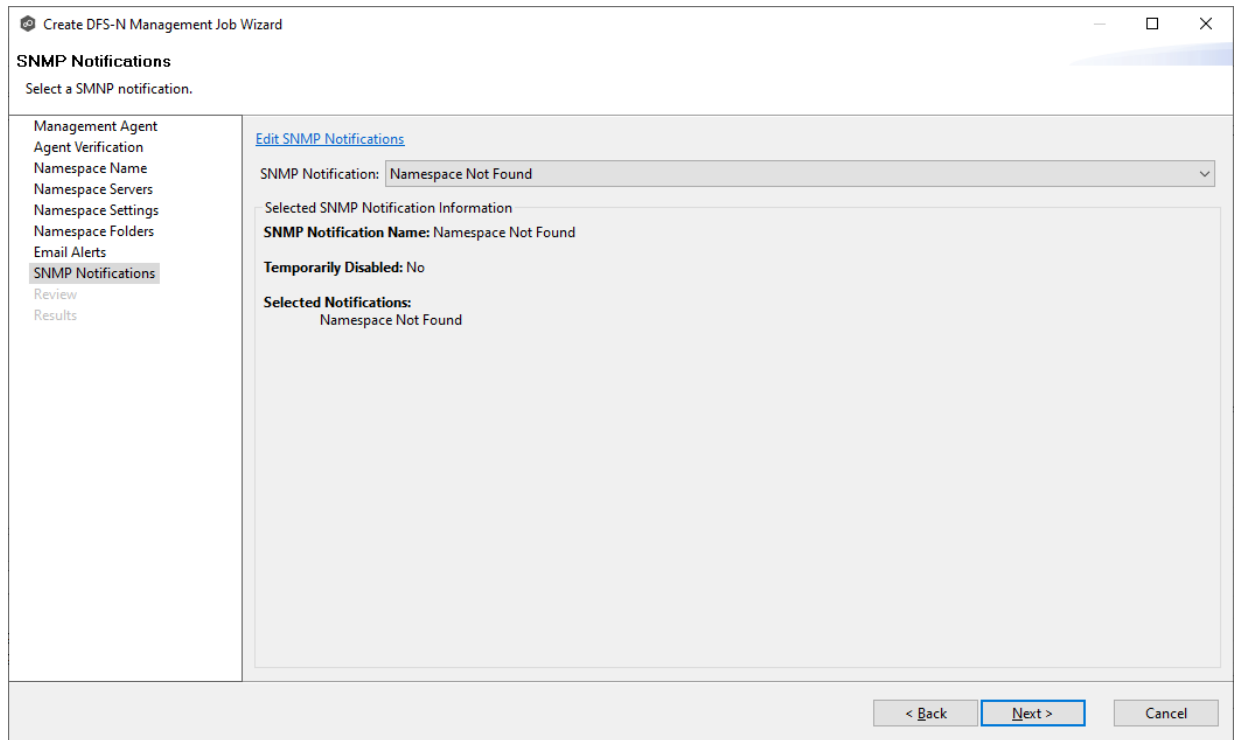 Create DFS-N Management Job Wizard
SNMP Notifications
Select a SMNP notification.
Management Agent
Agent Verification
Namespace Name
Namespace Servers
Namespace Settings
Namespace Folders
Email Alerts
SNMP Notifications
Review
Results
Edit SNMP Notifications
SNMP Notification: Namespace Not Found
Selected SNMP Notification Information
SNMP Notification Name: Namespace Not Found
Temporarily Disabled: No
Selected Notifications:
Namespace Not Found
< Back Next > Cancel